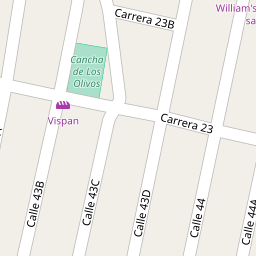 William's
sa
Carrera 23B
Cancha
de Los
Olivos
Vispan
Carrera 23
Calle 43B
Calle 43C
Calle 43D
Calle 44
Calle 44A